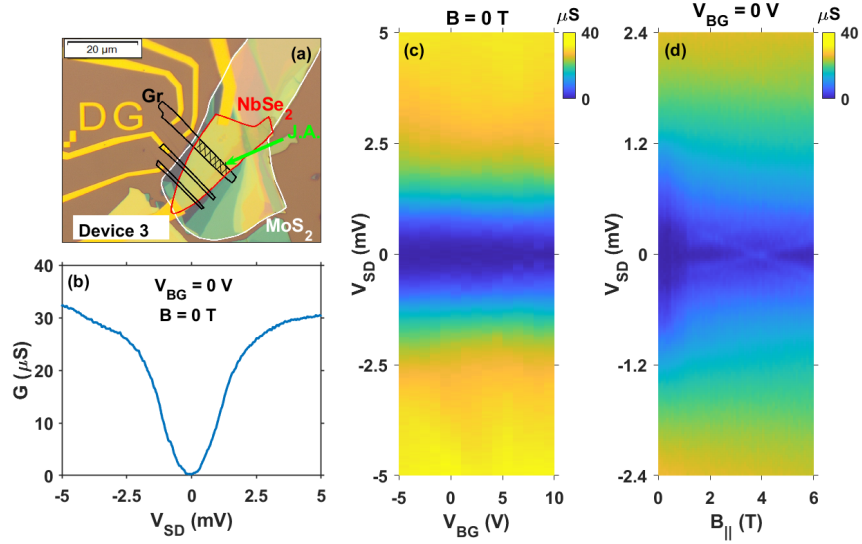 20 μm
(a)
Gr
NbSe2
DG
J.A.
MoS2
Device 3
(b)
VBG = 0 V
B = 0 T
G (μS)
40
30
20
10
0
-5
-2.5
0
2.5
5
VSD (mV)
B = 0 T
μS
40
0
(c)
VSD (mV)
5
2.5
0
-2.5
-5
-5
0
5
10
VBG (V)
VBG = 0 V
μS
40
0
(d)
VSD (mV)
2.4
1.2
0
-1.2
-2.4
0
2
4
6
B|| (T)